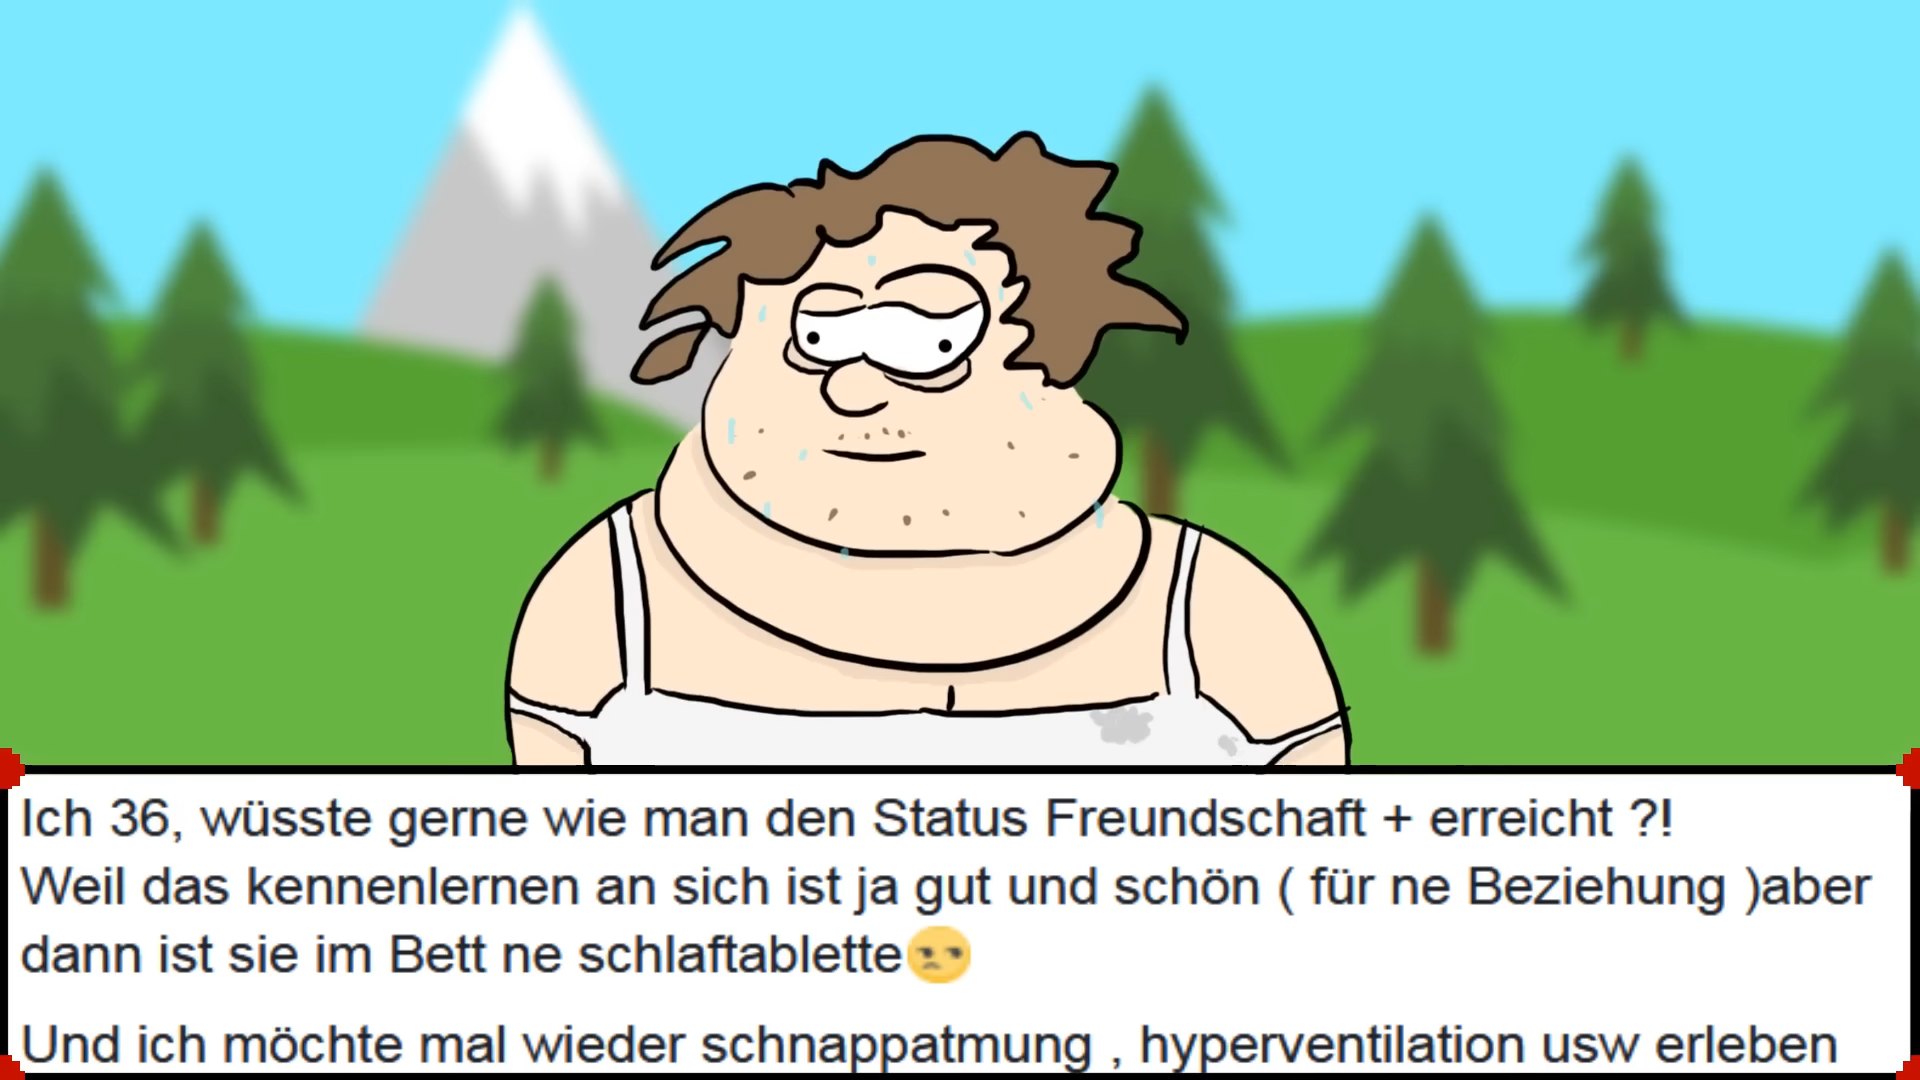 Ich 36, wüsste gerne wie man den Status Freundschaft + erreicht ?!
Weil das kennenlernen an sich ist ja gut und schön ( für ne Beziehung )aber
dann ist sie im Bett ne schlaftablette😒
Und ich möchte mal wieder schnappatmung , hyperventilation usw erleben